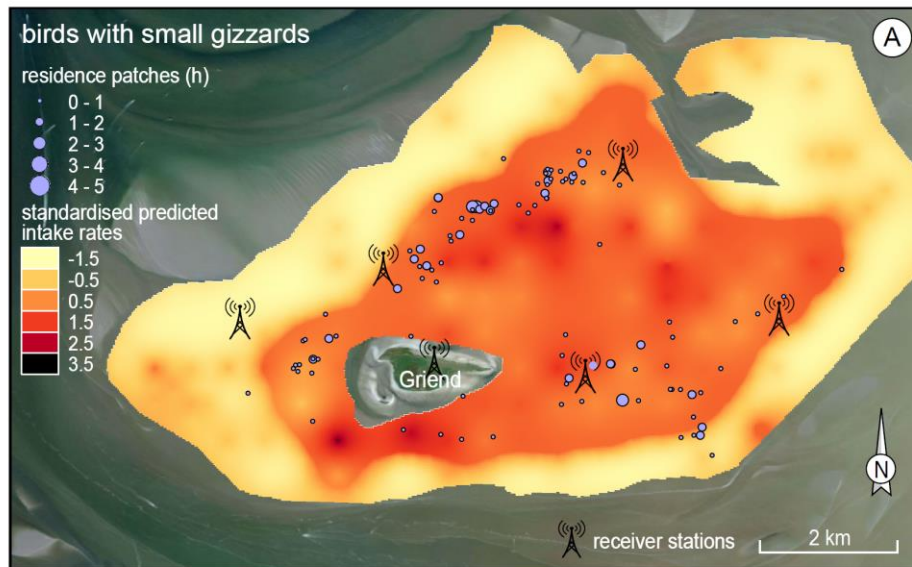 birds with small gizzards
A
residence patches (h)
0 - 1
1 - 2
2 - 3
3 - 4
4 - 5
standardised predicted
intake rates
-1.5
-0.5
0.5
1.5
2.5
3.5
Griend
N
receiver stations
2 km